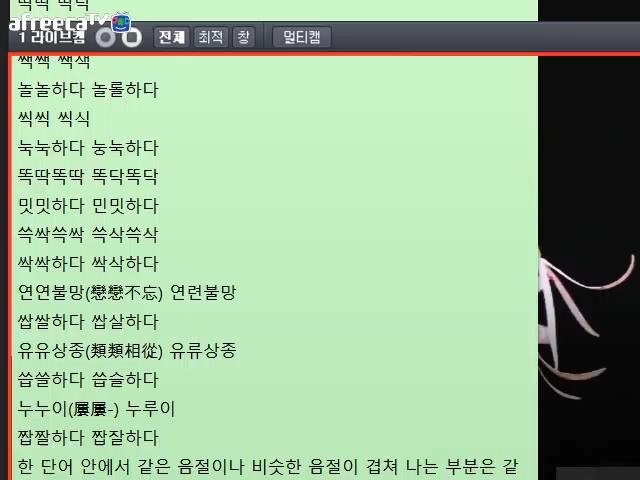 afreecaTV
1 라이브캠 전체 최적 창 멀티캠
짹짹 짹잭
놀놀하다 놀롤하다
씩씩 씩식
눅눅하다 눙눅하다
똑딱똑딱 똑닥똑닥
밋밋하다 민밋하다
쓱싹쓱싹 쓱삭쓱삭
싹싹하다 싹삭하다
연연불망(戀戀不忘) 연련불망
쌉쌀하다 쌉살하다
유유상종(類類相從) 유류상종
씁쓸하다 씁슬하다
누누이(屢屢-) 누루이
짭짤하다 짭잘하다
한 단어 안에서 같은 음절이나 비슷한 음절이 겹쳐 나는 부분은 같